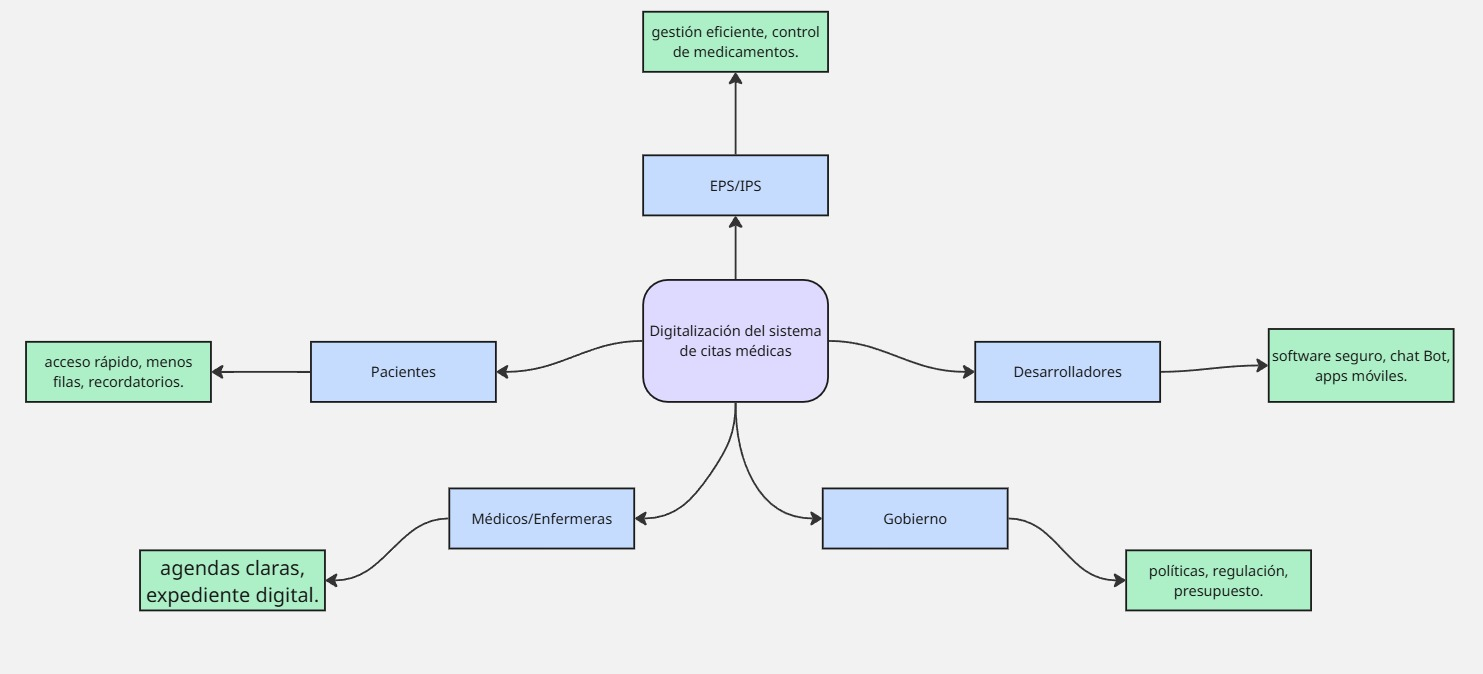 gestión eficiente, control
de medicamentos.
EPS/IPS
Digitalización del sistema
de citas médicas
acceso rápido, menos
filas, recordatorios.
Pacientes
Desarrolladores
software seguro, chat Bot,
apps móviles.
Médicos/Enfermeras
Gobierno
agendas claras,
expediente digital.
políticas, regulación,
presupuesto.